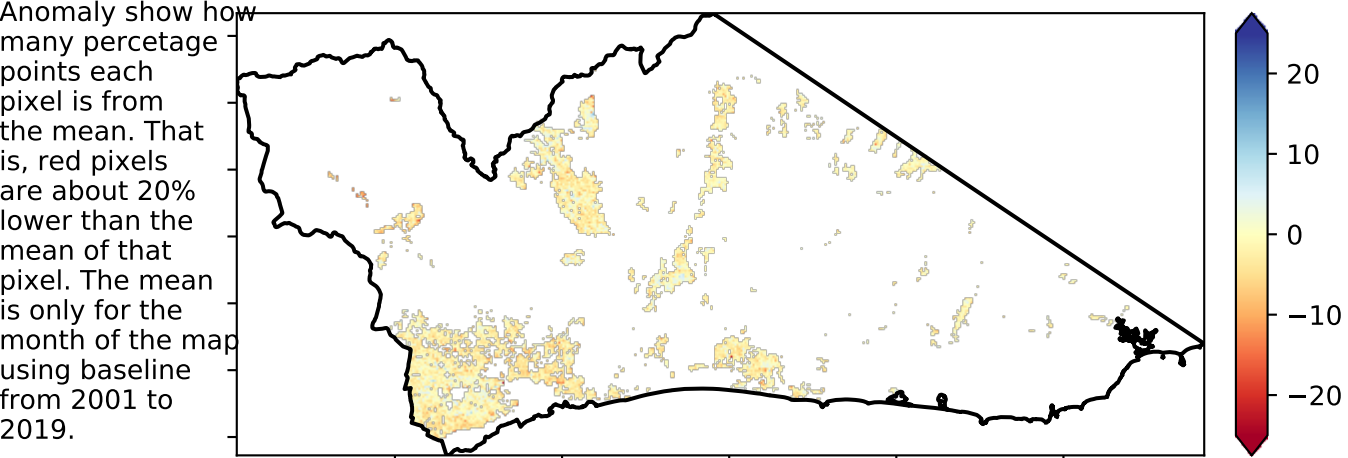 Anomaly show how
many percetage
points each
pixel is from
the mean. That
is, red pixels
are about 20%
lower than the
mean of that
pixel. The mean
is only for the
month of the map
using baseline
from 2001 to
2019.
20
10
0
−10
−20